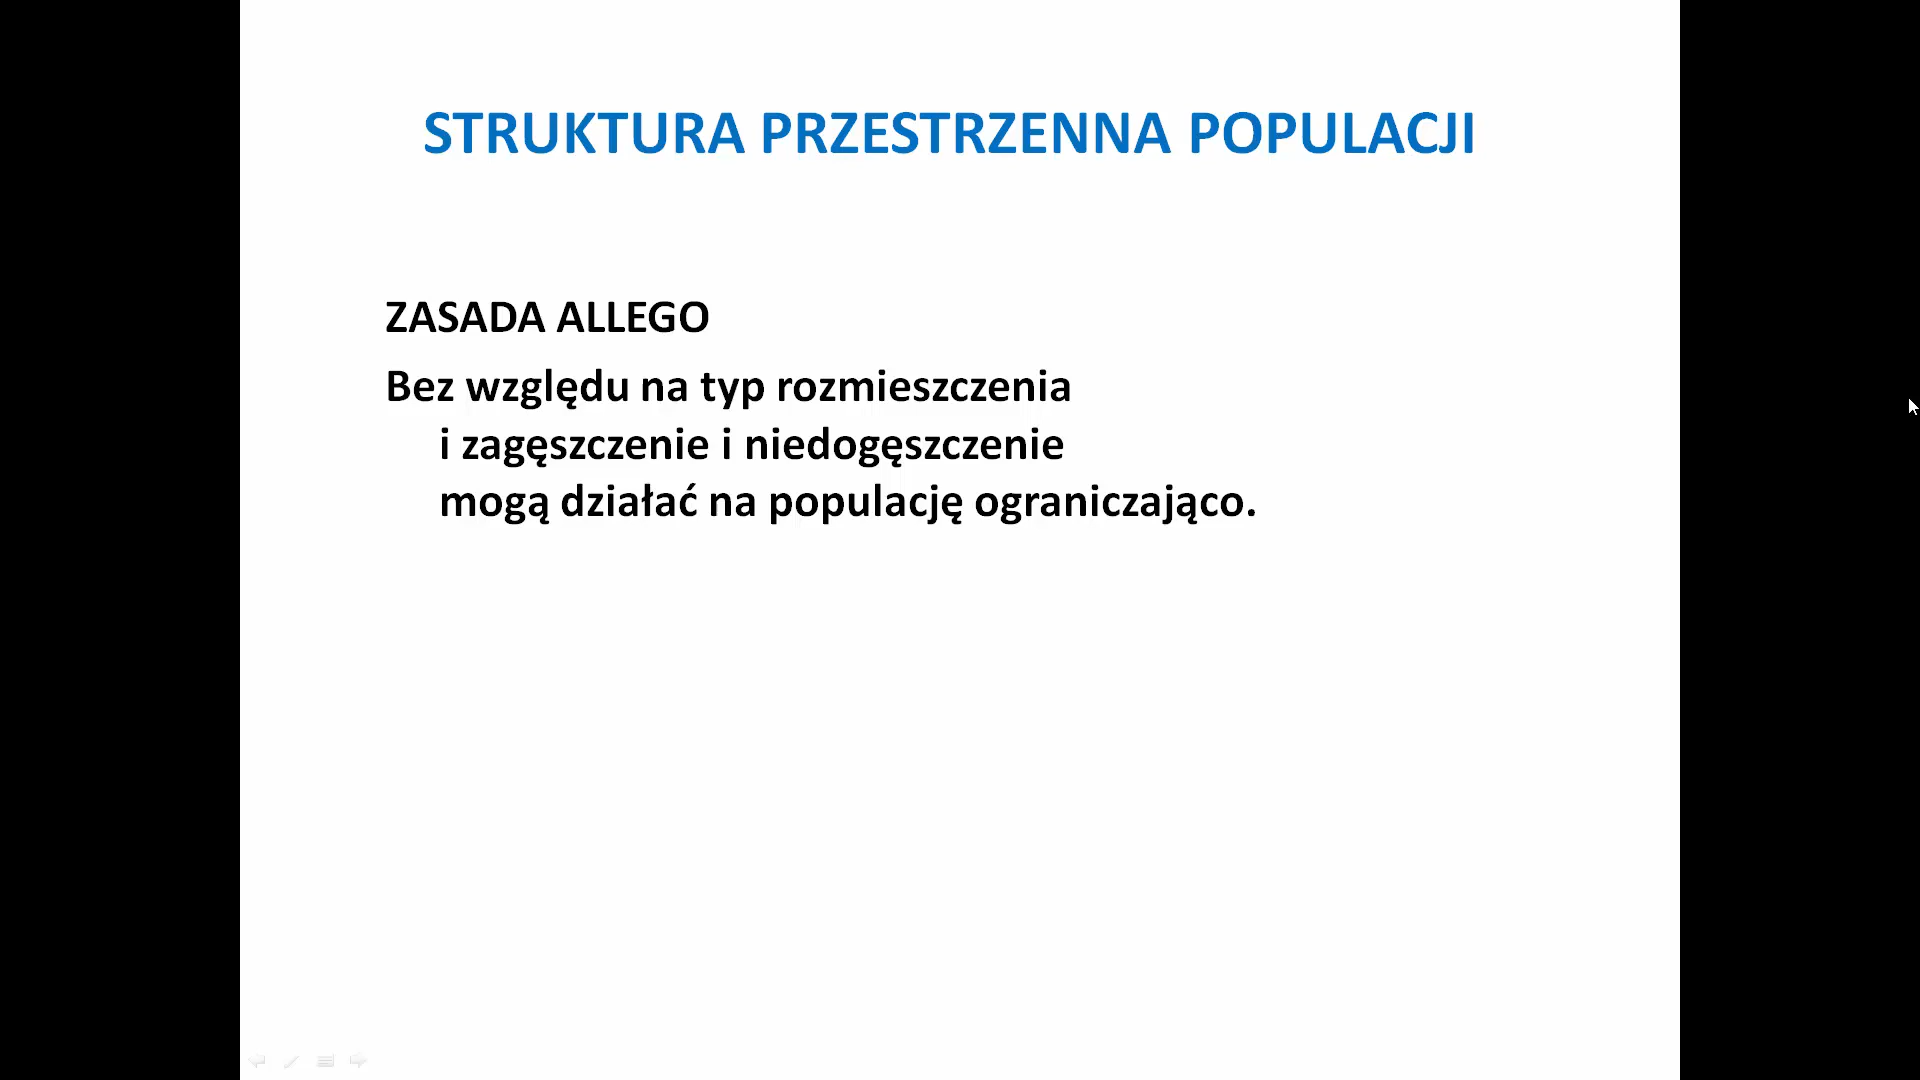 STRUKTURA PRZESTRZENNA POPULACJI
ZASADA ALLEGO
Bez względu na typ rozmieszczenia
i zagęszczenie i niedogęszczenie
mogą działać na populację ograniczająco.